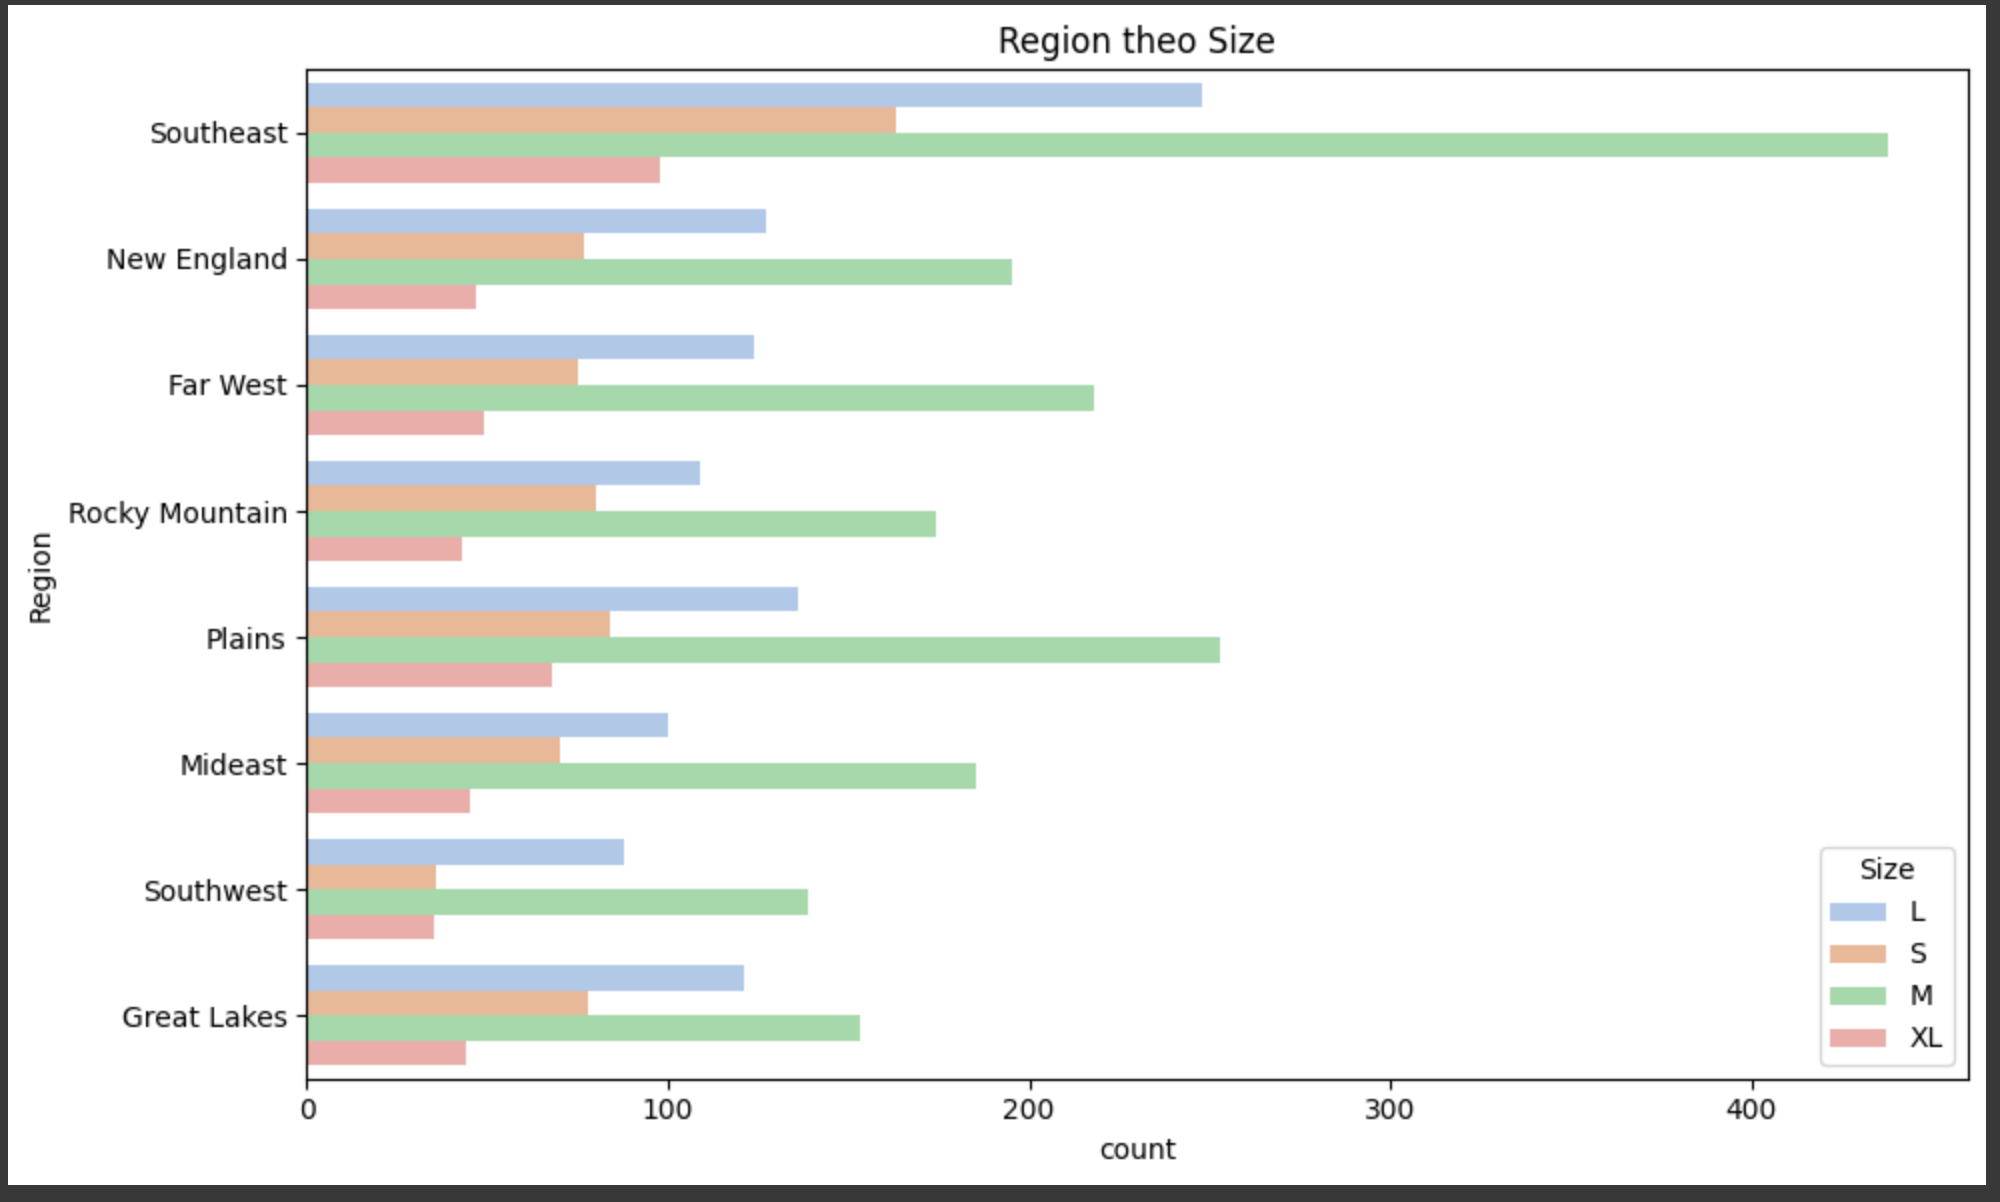 Region theo Size
Southeast
New England
Far West
Rocky Mountain
Plains
Mideast
Southwest
Great Lakes
Region
0 100 200 300 400
count
Size
L
S
M
XL